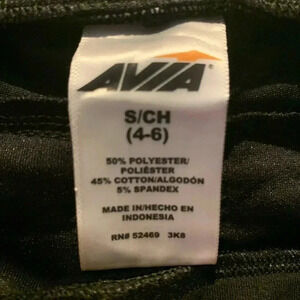 AVIA
S/CH
(4-6)
50% POLYESTER/
POLIÉSTER
45% COTTON/ALGODÓN
5% SPANDEX
MADE IN/HECHO EN
INDONESIA
RN# 52469 3K8